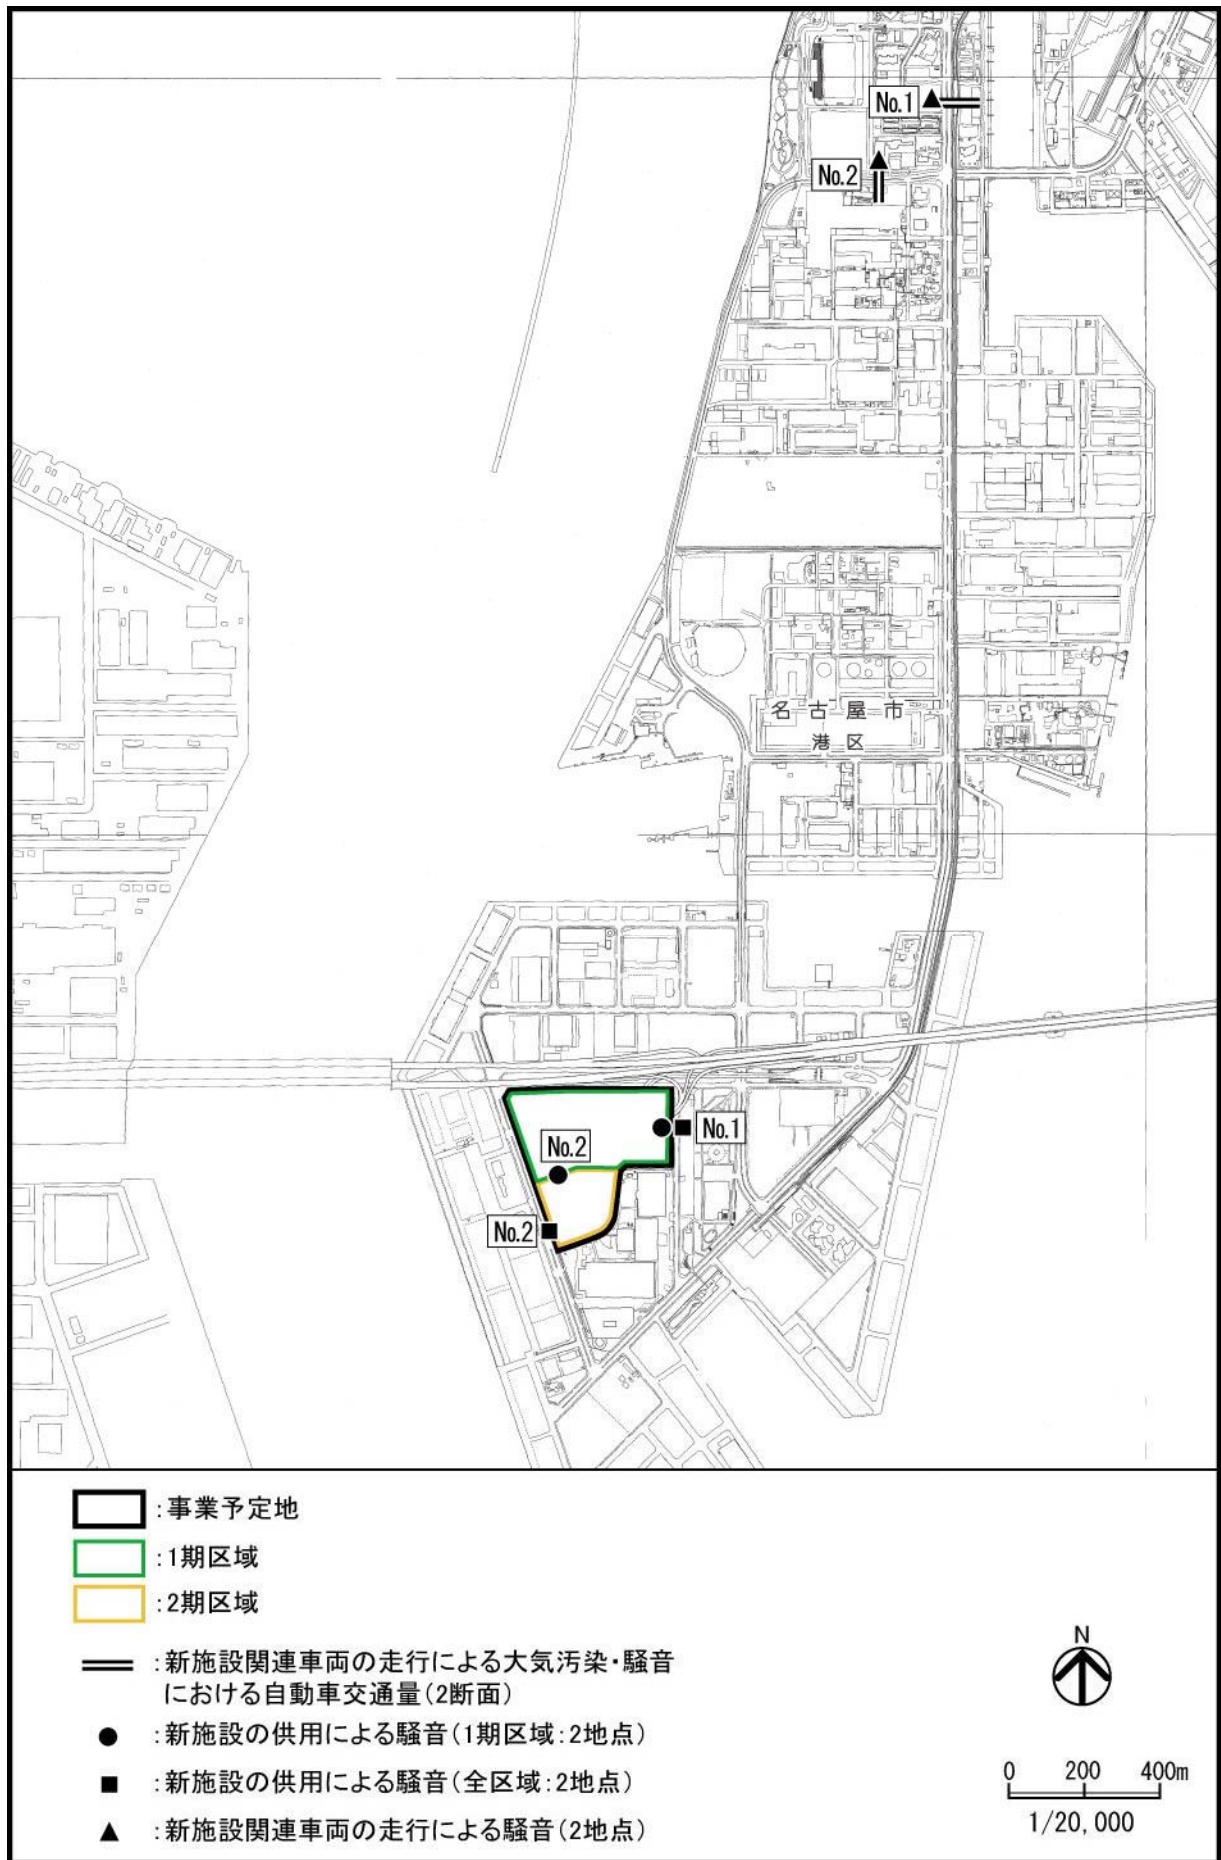 No.1
No.2
名古屋市
港区
No.1
No.2
No.2
:事業予定地
:1期区域
:2期区域
:新施設関連車両の走行による大気汚染・騒音
における自動車交通量(2断面)
:新施設の供用による騒音(1期区域:2地点)
:新施設の供用による騒音(全区域:2地点)
:新施設関連車両の走行による騒音(2地点)
N
0 200 400m
1/20,000